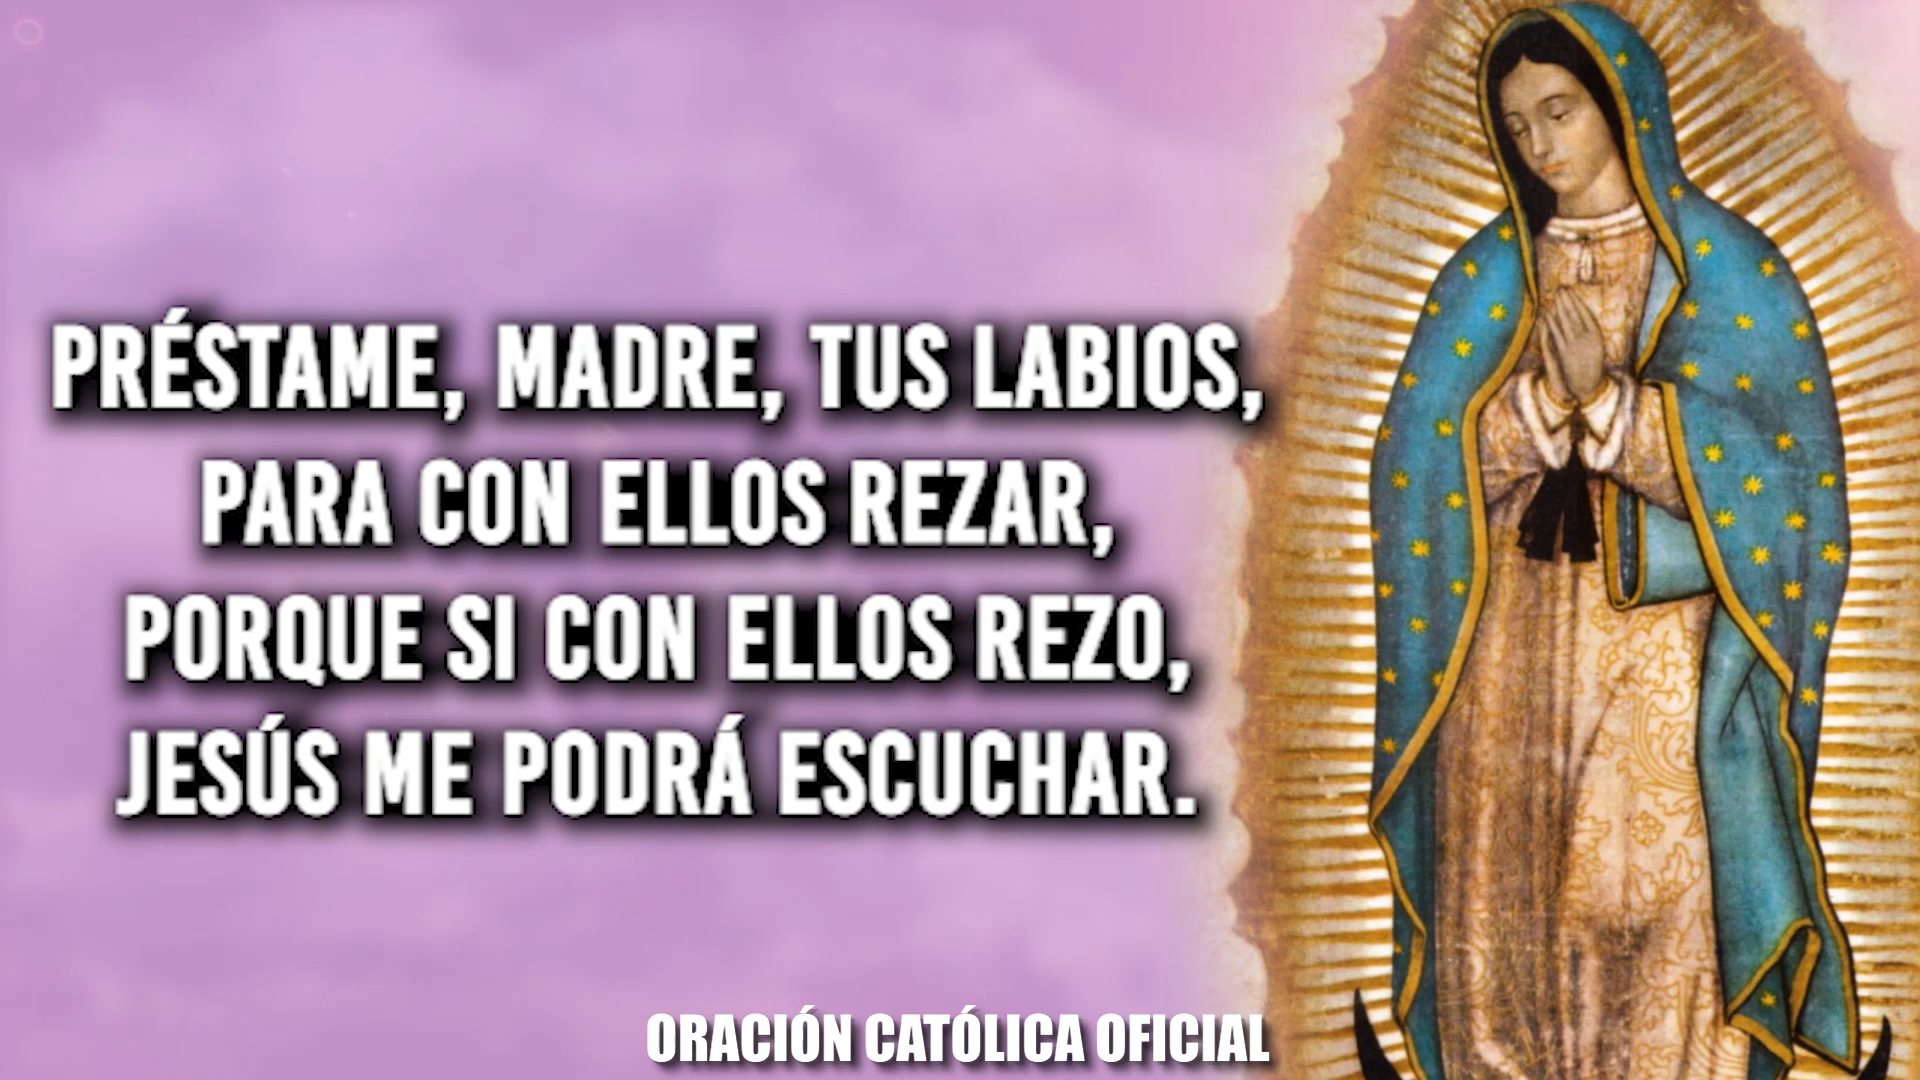 PRÉSTAME, MADRE, TUS LABIOS,
PARA CON ELLOS REZAR,
PORQUE SI CON ELLOS REZO,
JESÚS ME PODRÁ ESCUCHAR.
ORACIÓN CATÓLICA OFICIAL